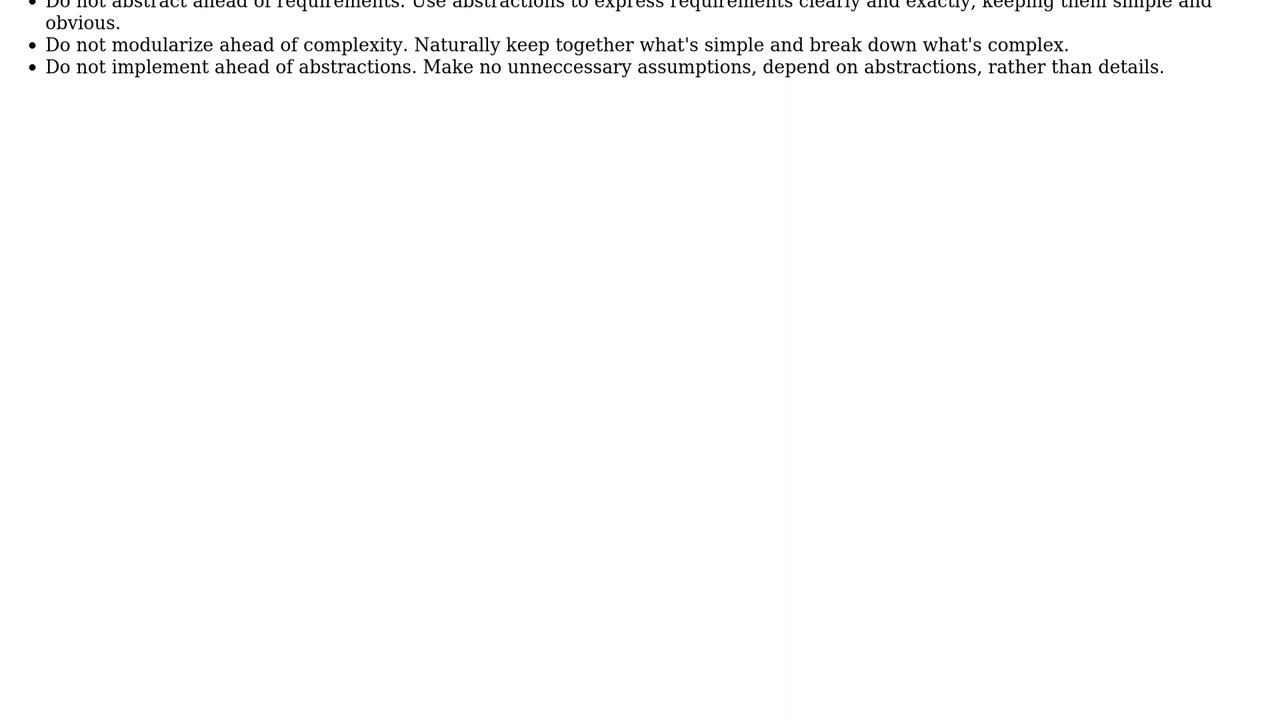 Do not abstract ahead of requirements. Use abstractions to express requirements clearly and exactly, keeping them simple and
obvious.
Do not modularize ahead of complexity. Naturally keep together what's simple and break down what's complex.
Do not implement ahead of abstractions. Make no unneccessary assumptions, depend on abstractions, rather than details.